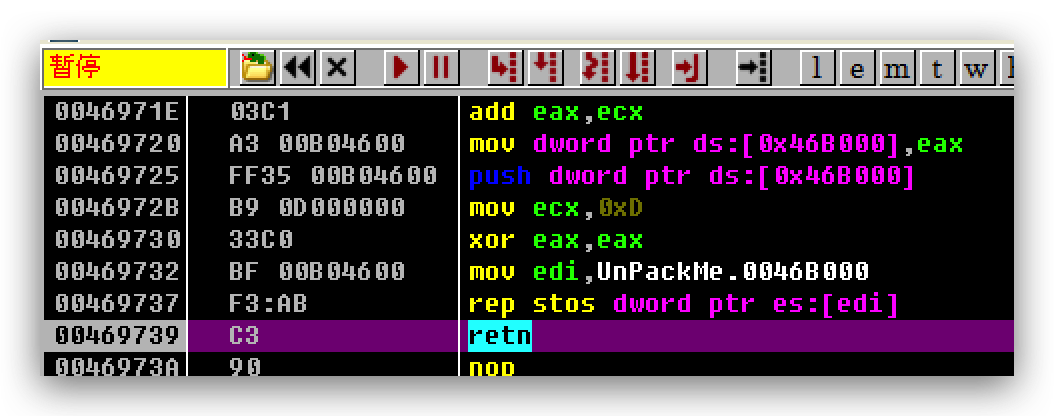 暂停 l e m t w
0046971E 03C1 add eax,ecx
00469720 A3 00B04600 mov dword ptr ds:[0x46B000],eax
00469725 FF35 00B04600 push dword ptr ds:[0x46B000]
0046972B B9 0D000000 mov ecx,0xD
00469730 33C0 xor eax,eax
00469732 BF 00B04600 mov edi,UnPackMe.0046B000
00469737 F3:AB rep stos dword ptr es:[edi]
00469739 C3 retn
0046973A 90 nop